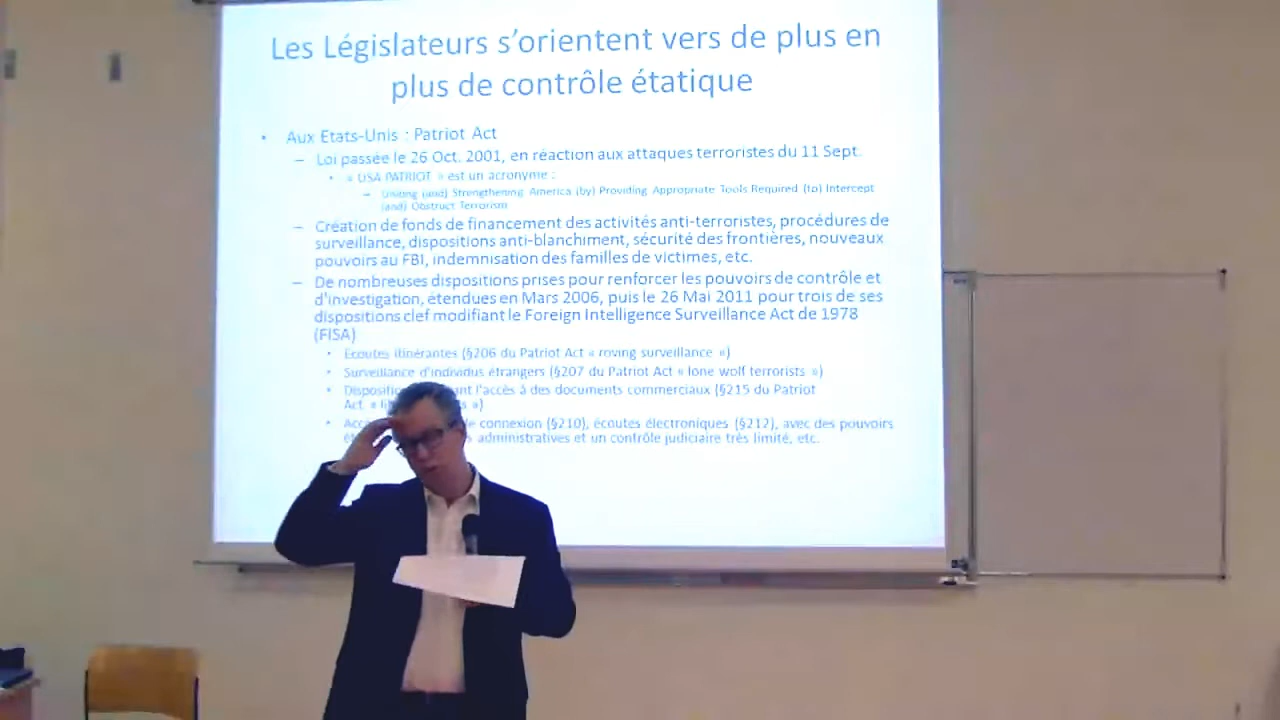 Les Législateurs s'orientent vers de plus en
plus de contrôle étatique
• Aux Etats-Unis : Patriot Act
– Loi passée le 26 Oct. 2001, en réaction aux attaques terroristes du 11 Sept.
• « USA PATRIOT » est un acronyme :
– Uniting (and) Strengthening America (by) Providing Appropriate Tools Required (to) Intercept
(and) Obstruct Terrorism
– Création de fonds de financement des activités anti-terroristes, procédures de
surveillance, dispositions anti-blanchiment, sécurité des frontières, nouveaux
pouvoirs au FBI, indemnisation des familles de victimes, etc.
– De nombreuses dispositions prises pour renforcer les pouvoirs de contrôle et
d'investigation, étendues en Mars 2006, puis le 26 Mai 2011 pour trois de ses
dispositions clef modifiant le Foreign Intelligence Surveillance Act de 1978
(FISA)
• Ecoutes itinérantes (§206 du Patriot Act « roving surveillance »)
• Surveillance d'individus étrangers (§207 du Patriot Act « lone wolf terrorists »)
• l'accès à des documents commerciaux (§215 du Patriot
Act « »)
• connexion (§210), écoutes électroniques (§212), avec des pouvoirs
administratives et un contrôle judiciaire très limité, etc.